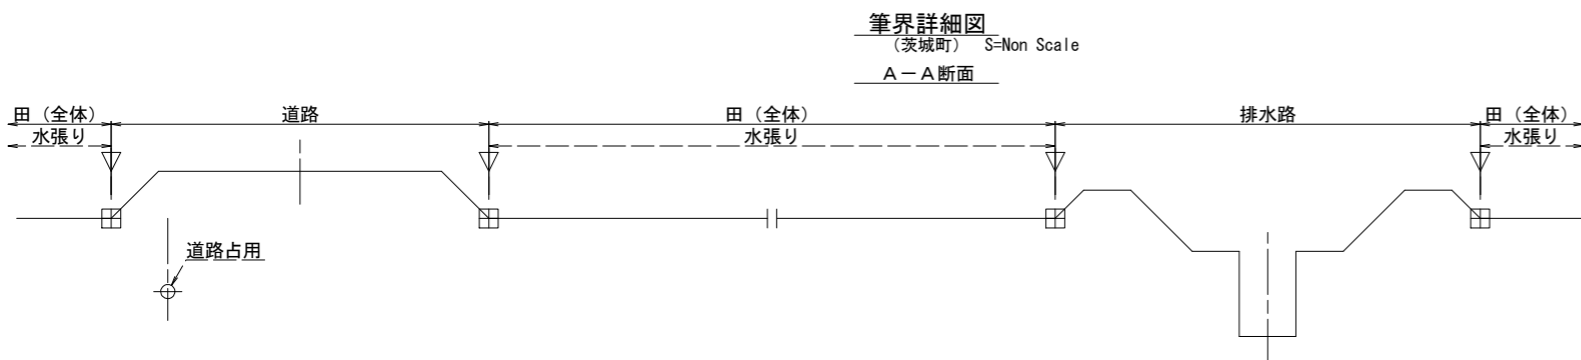 筆界詳細図
（茨城町） S=Non Scale
A－A断面
田（全体） 道路 田（全体） 排水路 田（全体）
水張り 水張り 水張り
道路占用